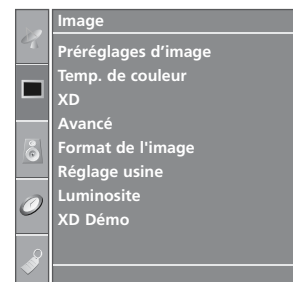 Image
Préréglages d’image
Temp. de couleur
XD
Avancé
Format de l'image
Réglage usine
Luminosite
XD Démo